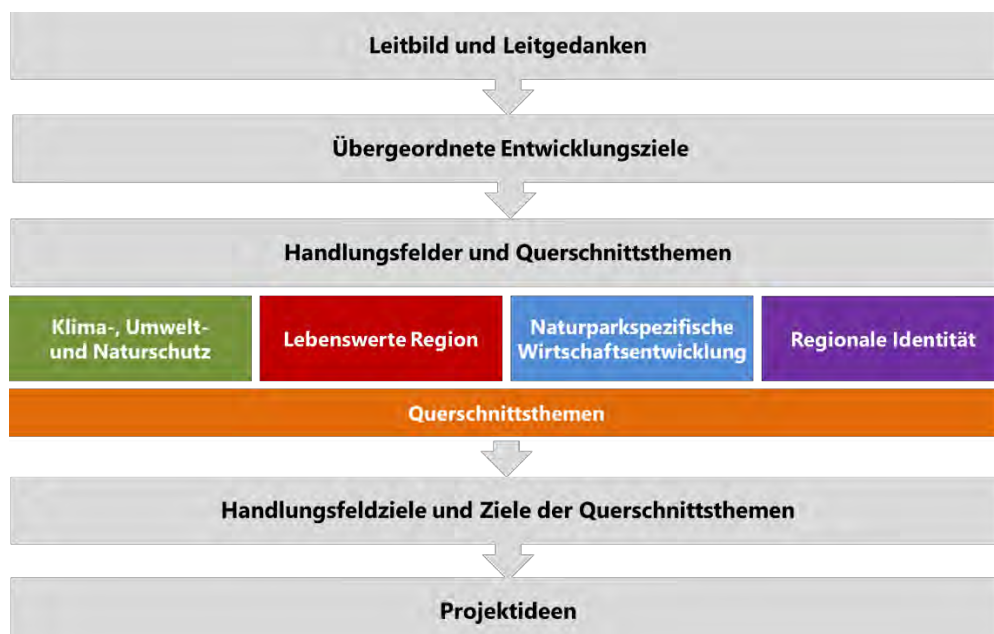 Leitbild und Leitgedanken
Übergeordnete Entwicklungsziele
Handlungsfelder und Querschnittsthemen
Klima-, Umwelt-
und Naturschutz
Lebenswerte Region
Naturparkspezifische
Wirtschaftsentwicklung
Regionale Identität
Querschnittsthemen
Handlungsfeldziele und Ziele der Querschnittsthemen
Projektideen